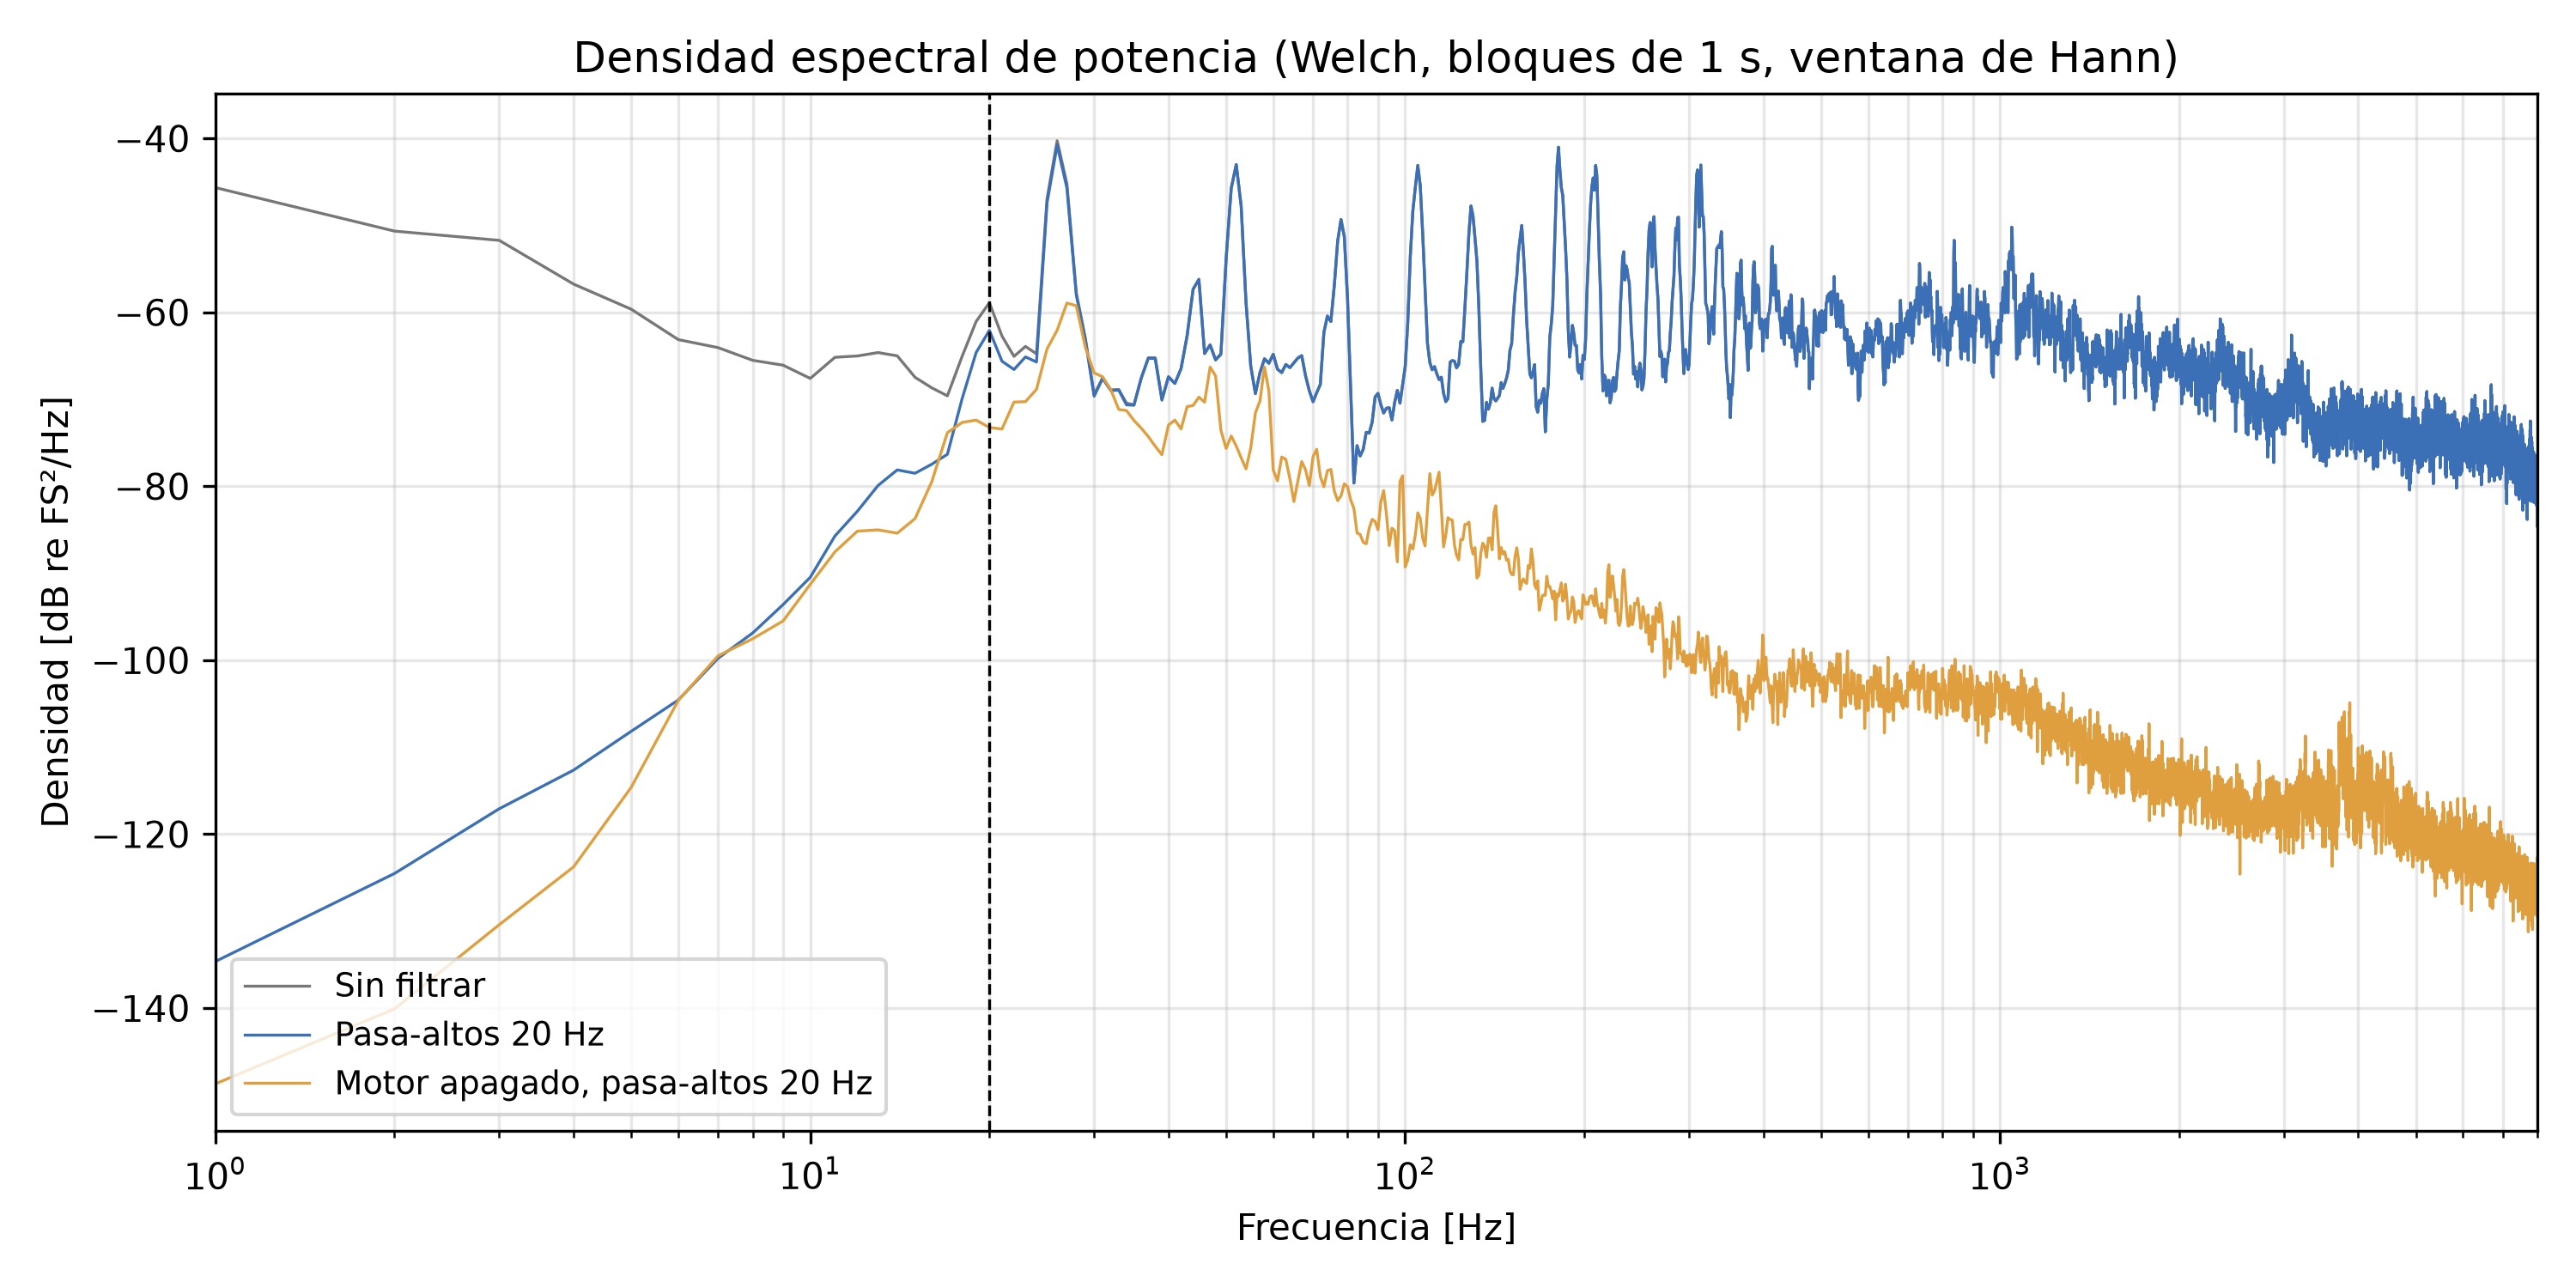 Densidad espectral de potencia (Welch, bloques de 1 s, ventana de Hann)
Densidad [dB re FS²/Hz]
−40
−60
−80
−100
−120
−140
Sin filtrar
Pasa-altos 20 Hz
Motor apagado, pasa-altos 20 Hz
10⁰
10¹
10²
10³
Frecuencia [Hz]